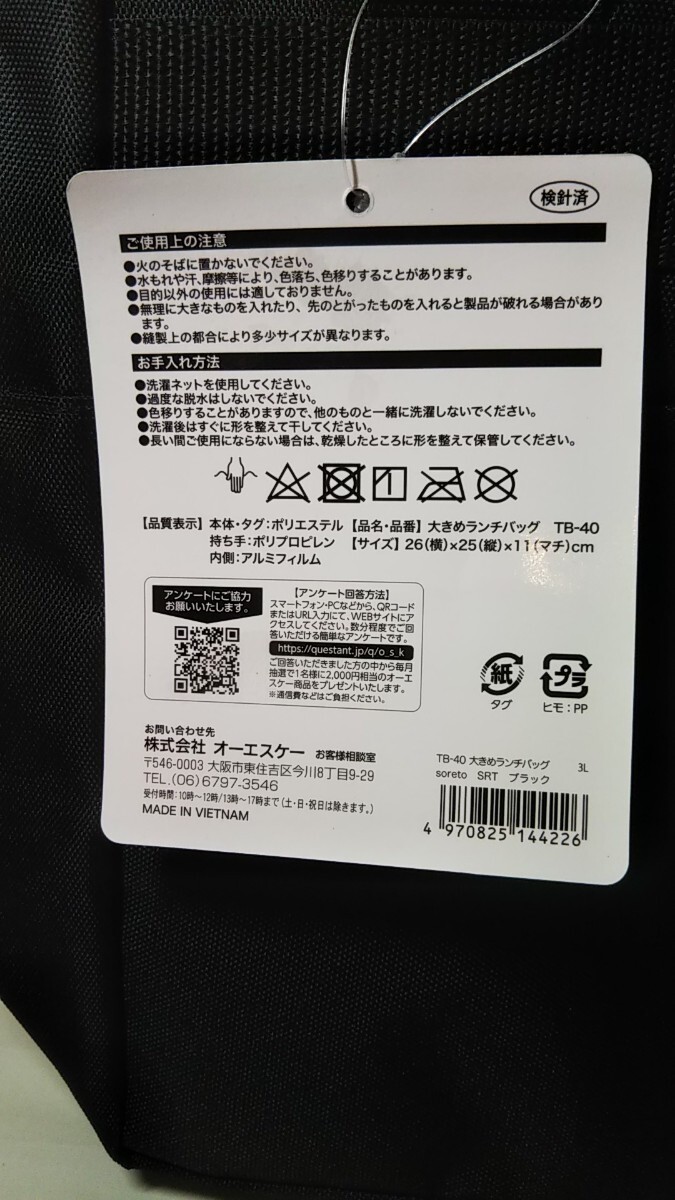 検針済
ご使用上の注意
●火のそばに置かないでください。
●水もれや汗、摩擦等により、色落ち、色移りすることがあります。
●目的以外の使用には適しておりません。
●無理に大きなものを入れたり、先のとがったものを入れると製品が破れる場合があり
ます。
●縫製上の都合により多少サイズが異なります。
お手入れ方法
●洗濯ネットを使用してください。
●過度な脱水はしないでください。
●色移りすることがありますので、他のものと一緒に洗濯しないでください。
●洗濯後はすぐに形を整えて干してください。
●長い間ご使用にならない場合は、乾燥したところに形を整えて保管してください。
【品質表示】本体・タグ:ポリエステル 【品名・品番】大きめランチバッグ TB-40
持ち手:ポリプロピレン 【サイズ】26(横)×25(縦)×11(マチ)cm
内側:アルミフィルム
アンケートにご協力
お願いいたします。
【アンケート回答方法】
スマートフォン・PCなどから、QRコード
またはURL入力にて、WEBサイトにア
クセスしてください。数分程度でご回
答いただける簡単なアンケートです。
https://questant.jp/q/o_s_k
ご回答いただきました方の中から毎月
抽選で1名様に2,000円相当のオーエ
スケー商品をプレゼントいたします。
※通信費などはご負担ください。
紙
タグ
プラ
ヒモ:PP
お問い合わせ先
株式会社 オーエスケー お客様相談室
〒546-0003 大阪市東住吉区今川8丁目9-29
TEL.(06)6797-3546
受付時間:10時〜12時/13時〜17時まで(土・日・祝日は除きます。)
MADE IN VIETNAM
TB-40 大きめランチバッグ 3L
soreto SRT ブラック
4 970825 144226